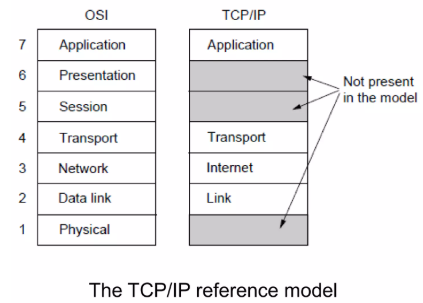 OSI TCP/IP
7 Application Application
6 Presentation
Not present
5 Session
in the model
4 Transport Transport
3 Network Internet
2 Data link Link
1 Physical
The TCP/IP reference model